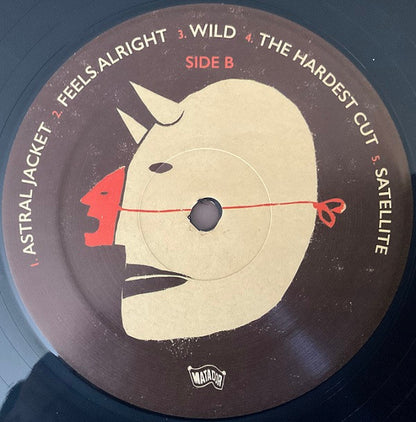 1. ASTRAL JACKET 2. FEELS ALRIGHT 3. WILD 4. THE HARDEST CUT 5. SATELLITE
SIDE B
MATADOR